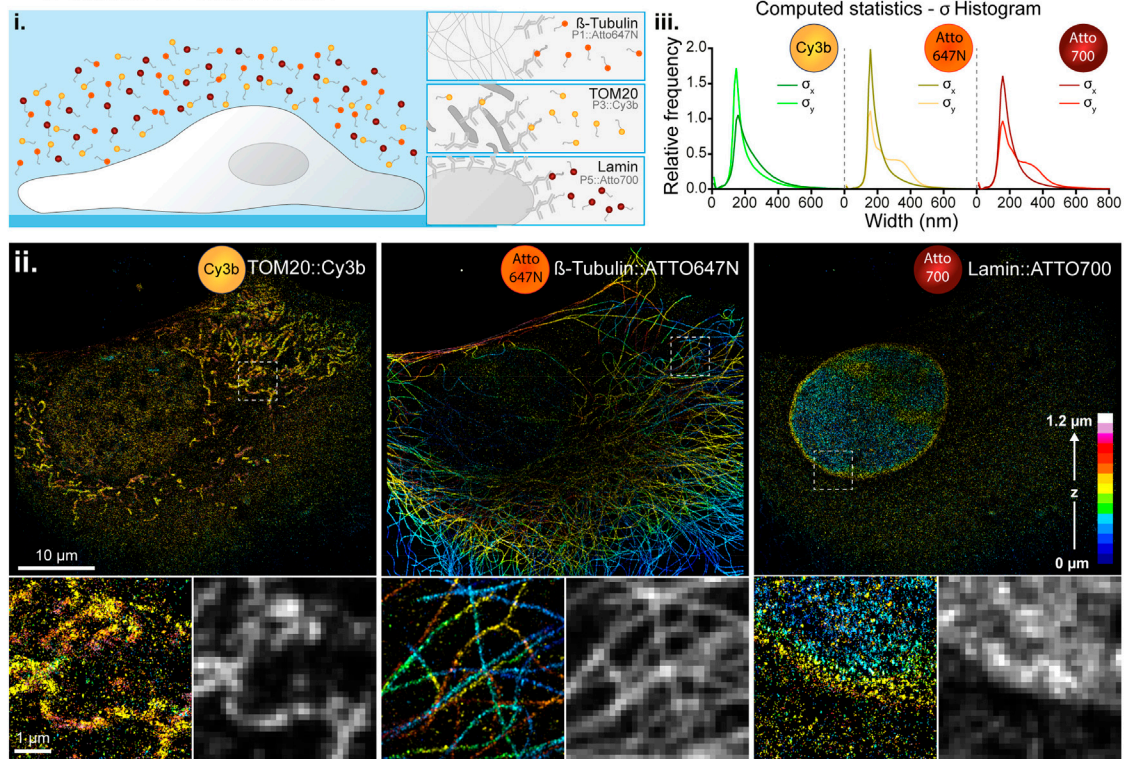 i.
ß-Tubulin
P1::Atto647N
TOM20
P3::Cy3b
Lamin
P5::Atto700
iii.
Computed statistics - σ Histogram
Cy3b
Atto
647N
Atto
700
σx
σy
σx
σy
σx
σy
Relative frequency
2.0
1.5
1.0
0.5
0.0
0 200 400 600 0 200 400 600 0 200 400 600 800
Width (nm)
ii.
Cy3b
TOM20::Cy3b
Atto
647N
ß-Tubulin::ATTO647N
Atto
700
Lamin::ATTO700
1.2 µm
z
0 µm
10 µm
1 µm